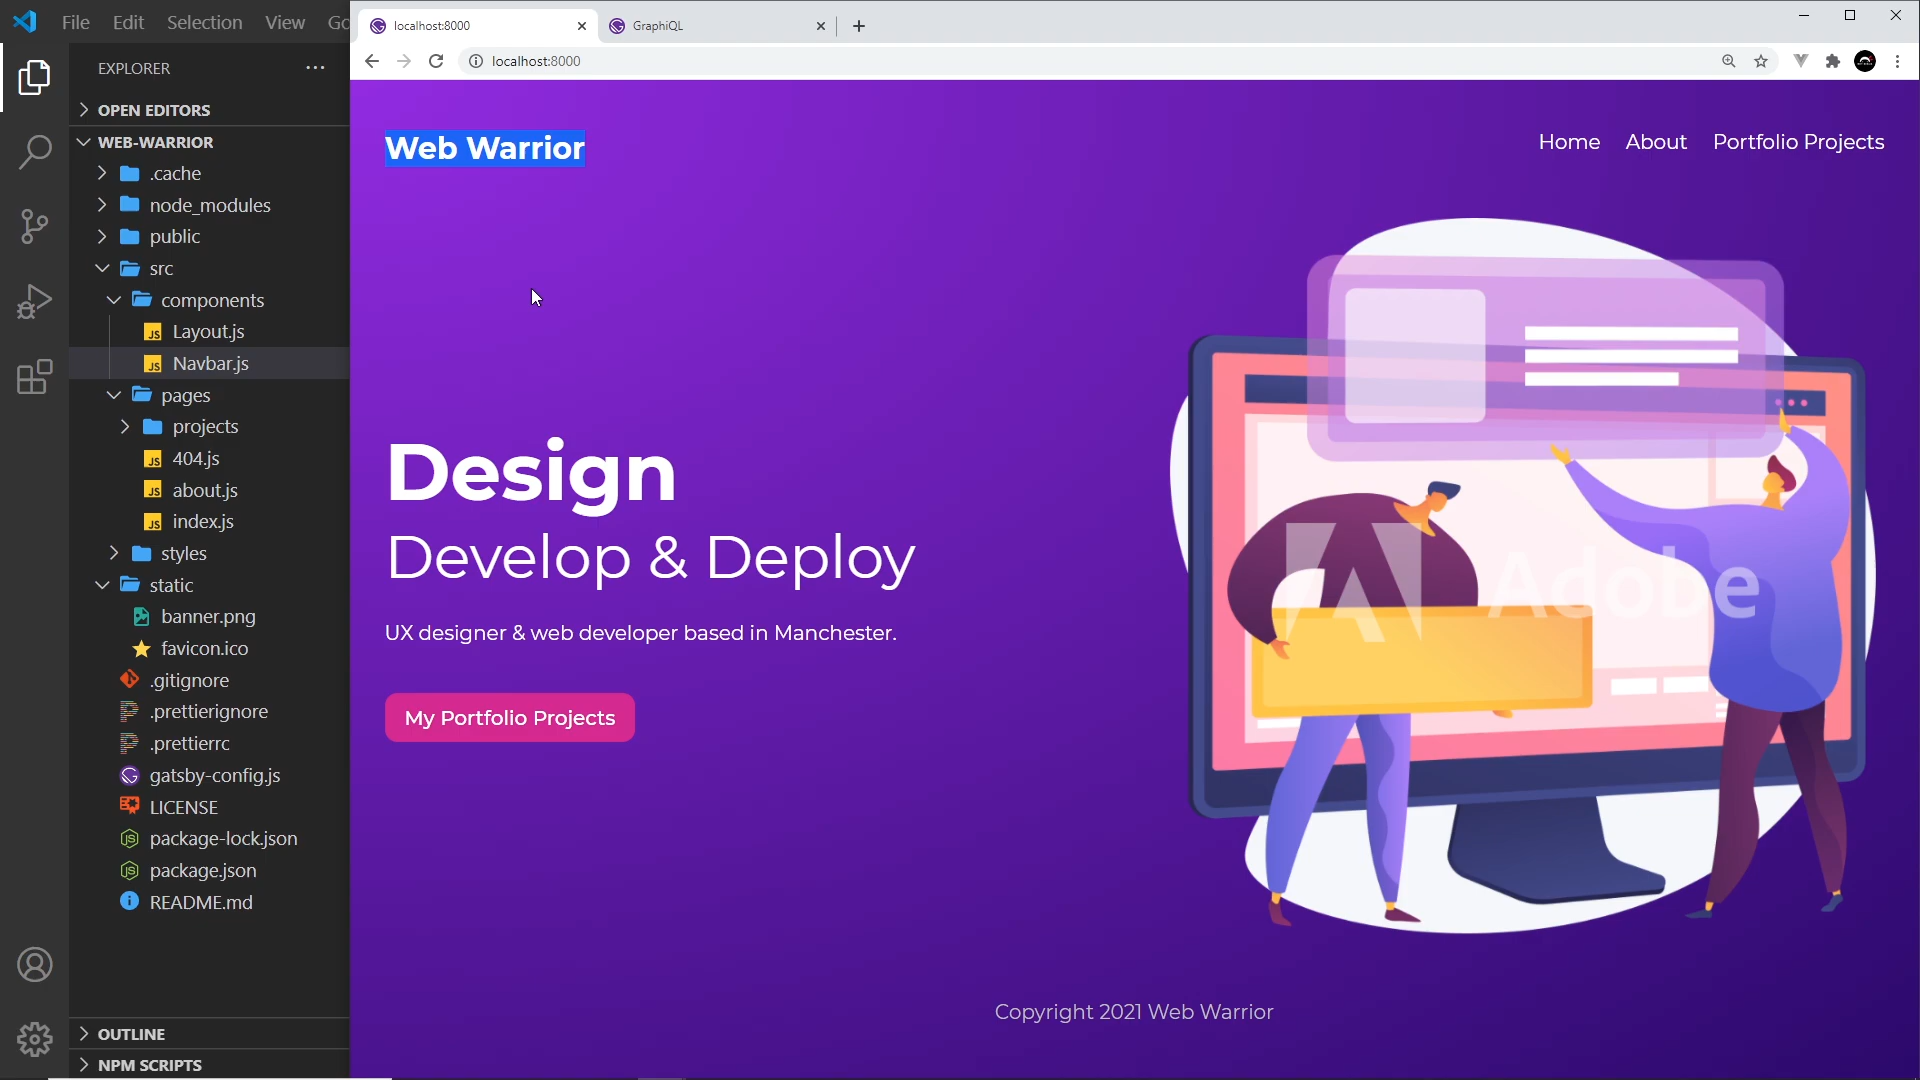 File Edit Selection View Go
EXPLORER
OPEN EDITORS
WEB-WARRIOR
.cache
node_modules
public
src
components
Layout.js
Navbar.js
pages
projects
404.js
about.js
index.js
styles
static
banner.png
favicon.ico
.gitignore
.prettierignore
.prettierrc
gatsby-config.js
LICENSE
package-lock.json
package.json
README.md
OUTLINE
NPM SCRIPTS
localhost:8000
GraphiQL
localhost:8000
Web Warrior
Home About Portfolio Projects
Design
Develop & Deploy
UX designer & web developer based in Manchester.
My Portfolio Projects
Adobe
Copyright 2021 Web Warrior